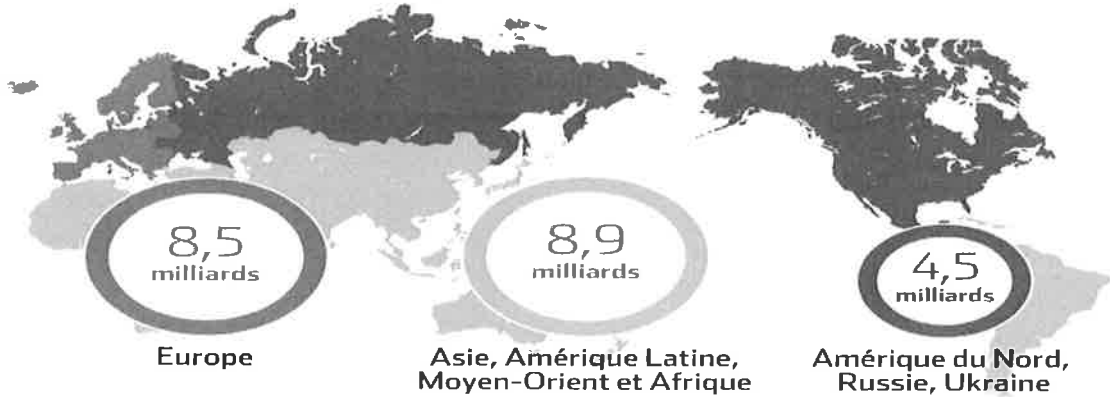 8,5
milliards
Europe
8,9
milliards
Asie, Amérique Latine,
Moyen-Orient et Afrique
4,5
milliards
Amérique du Nord,
Russie, Ukraine